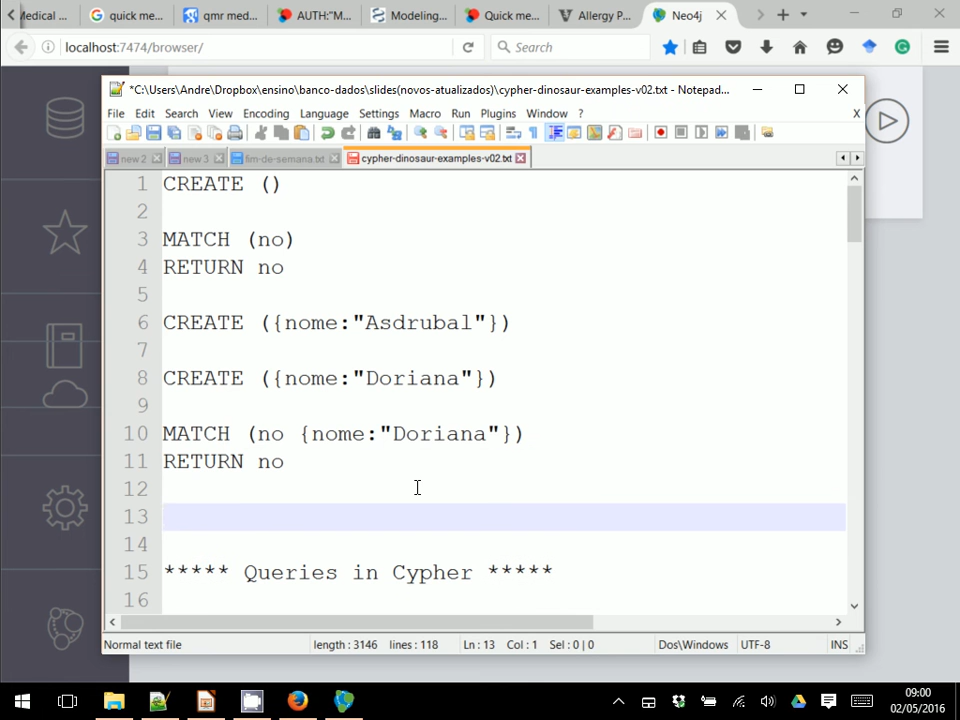 Medical ...
quick me...
qmr med...
AUTH:"M...
Modeling...
Quick me...
Allergy P...
Neo4j
localhost:7474/browser/
Search
*C:\Users\Andre\Dropbox\ensino\banco-dados\slides(novos-atualizados)\cypher-dinosaur-examples-v02.txt - Notepad...
File Edit Search View Encoding Language Settings Macro Run Plugins Window ? X
new 2
new 3
fim-de-semana.txt
cypher-dinosaur-examples-v02.txt
1 CREATE ()
2
3 MATCH (no)
4 RETURN no
5
6 CREATE ({nome:"Asdrubal"})
7
8 CREATE ({nome:"Doriana"})
9
10 MATCH (no {nome:"Doriana"})
11 RETURN no
12
13
14
15 ***** Queries in Cypher *****
16
Normal text file length : 3146 lines : 118 Ln : 13 Col : 1 Sel : 0 | 0 Dos\Windows UTF-8 INS
09:00
02/05/2016